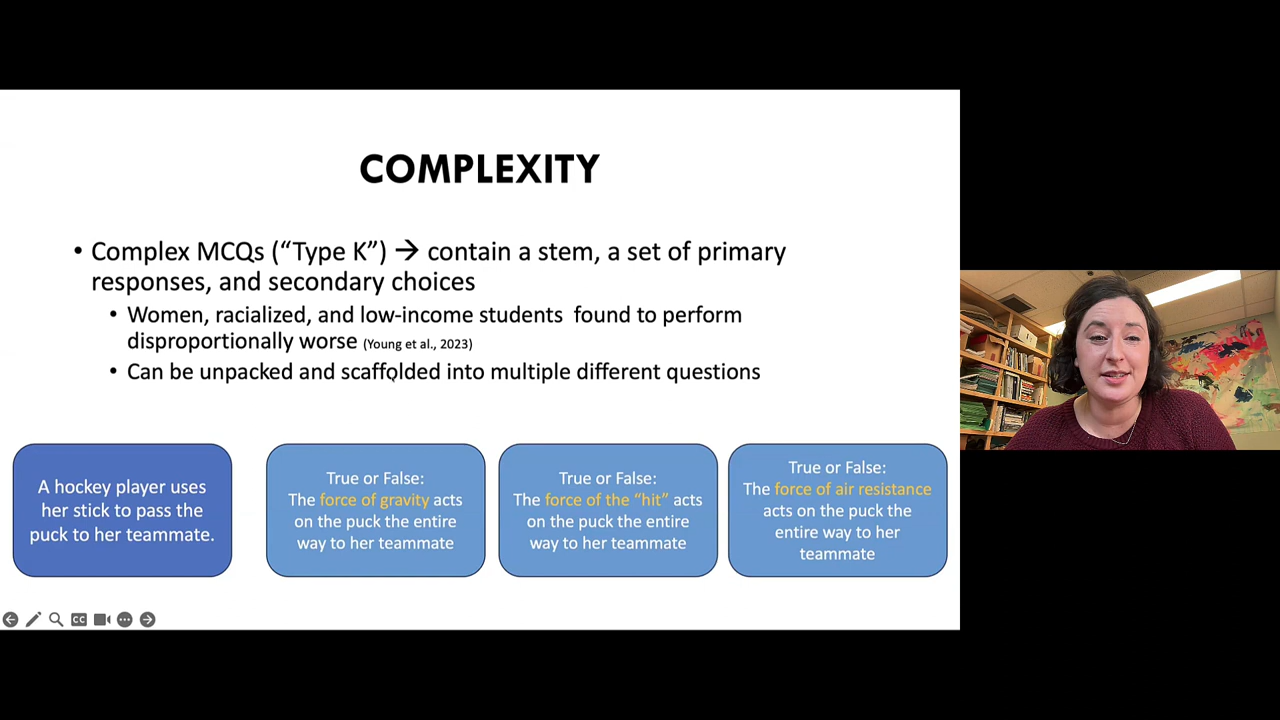 COMPLEXITY
• Complex MCQs (“Type K”) → contain a stem, a set of primary
responses, and secondary choices
• Women, racialized, and low-income students found to perform
disproportionally worse (Young et al., 2023)
• Can be unpacked and scaffolded into multiple different questions
A hockey player uses
her stick to pass the
puck to her teammate.
True or False:
The force of gravity acts
on the puck the entire
way to her teammate
True or False:
The force of the “hit” acts
on the puck the entire
way to her teammate
True or False:
The force of air resistance
acts on the puck the
entire way to her
teammate
CC